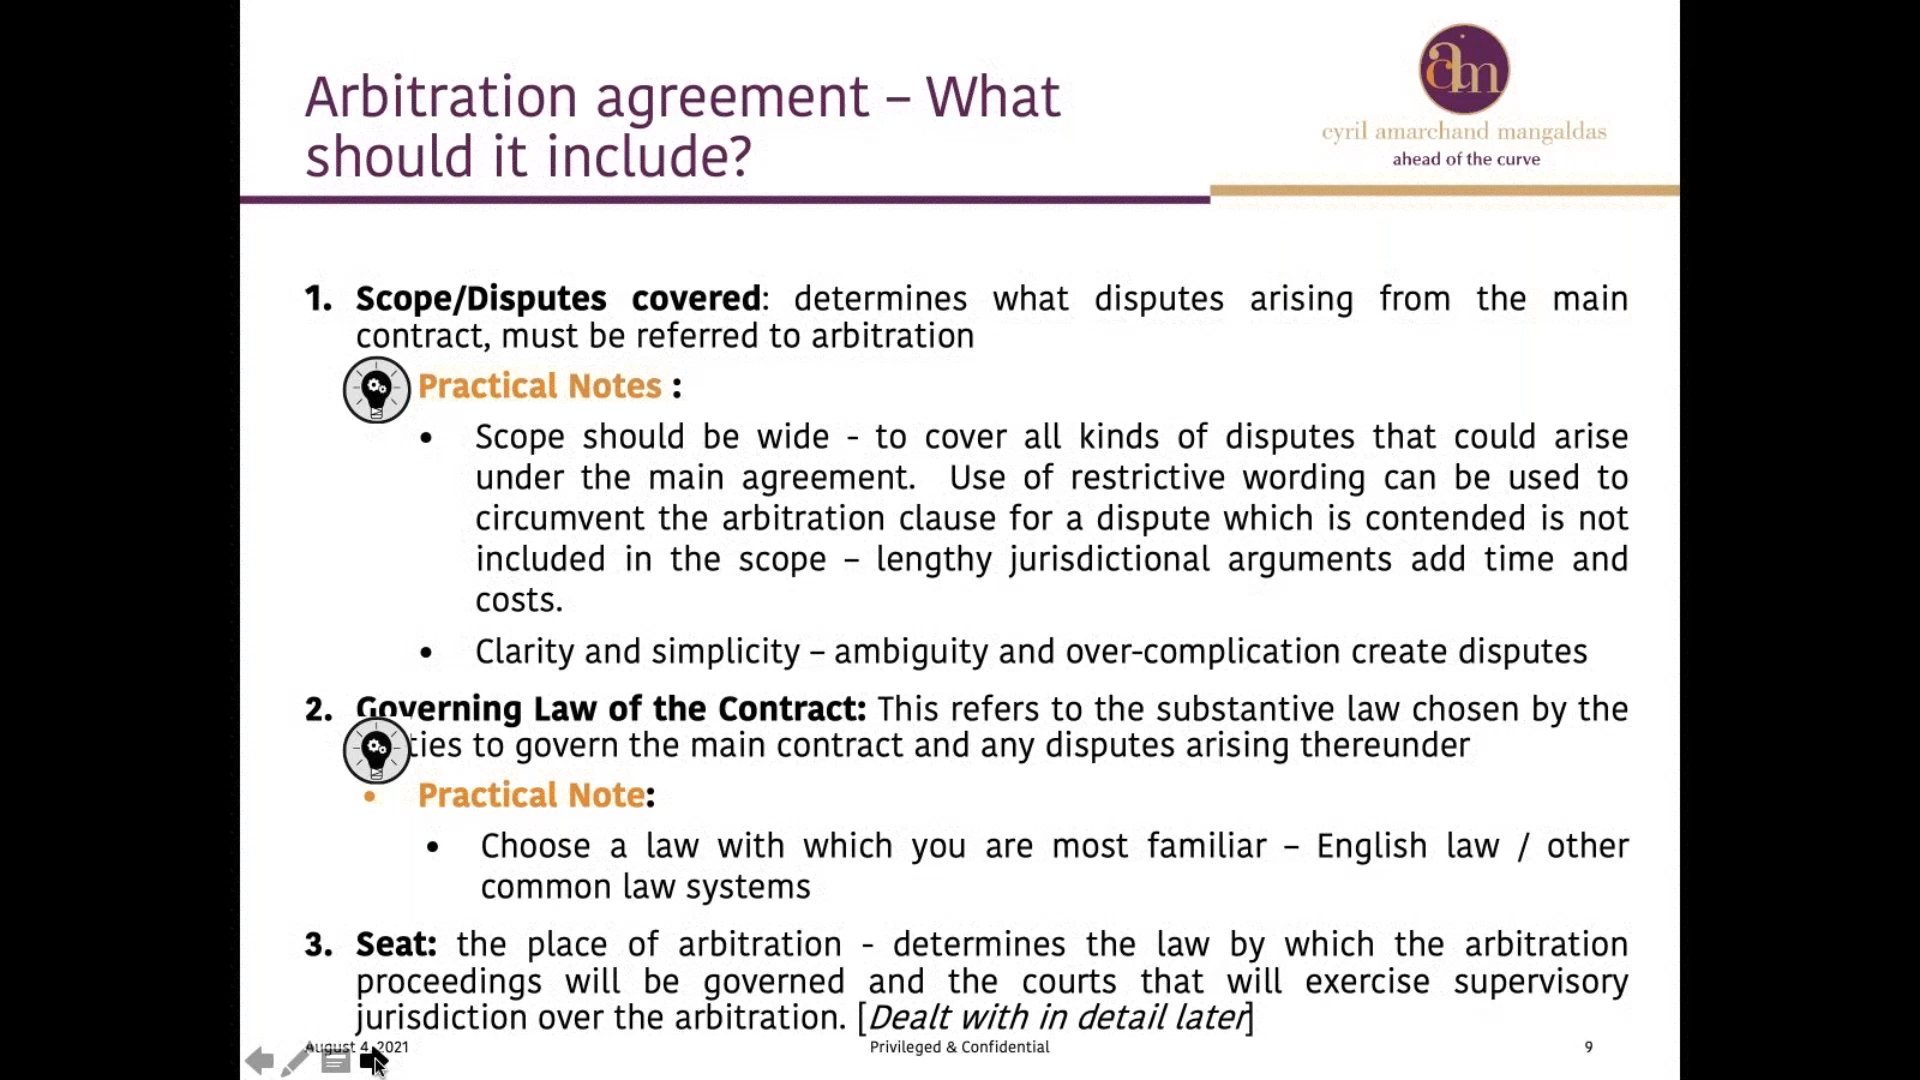 Arbitration agreement – What
should it include?
cam
cyril amarchand mangaldas
ahead of the curve
1. Scope/Disputes covered: determines what disputes arising from the main
contract, must be referred to arbitration
Practical Notes :
• Scope should be wide - to cover all kinds of disputes that could arise
under the main agreement. Use of restrictive wording can be used to
circumvent the arbitration clause for a dispute which is contended is not
included in the scope – lengthy jurisdictional arguments add time and
costs.
• Clarity and simplicity – ambiguity and over-complication create disputes
2. Governing Law of the Contract: This refers to the substantive law chosen by the
ties to govern the main contract and any disputes arising thereunder
• Practical Note:
• Choose a law with which you are most familiar – English law / other
common law systems
3. Seat: the place of arbitration - determines the law by which the arbitration
proceedings will be governed and the courts that will exercise supervisory
jurisdiction over the arbitration. [Dealt with in detail later]
August 4, 2021
Privileged & Confidential
9